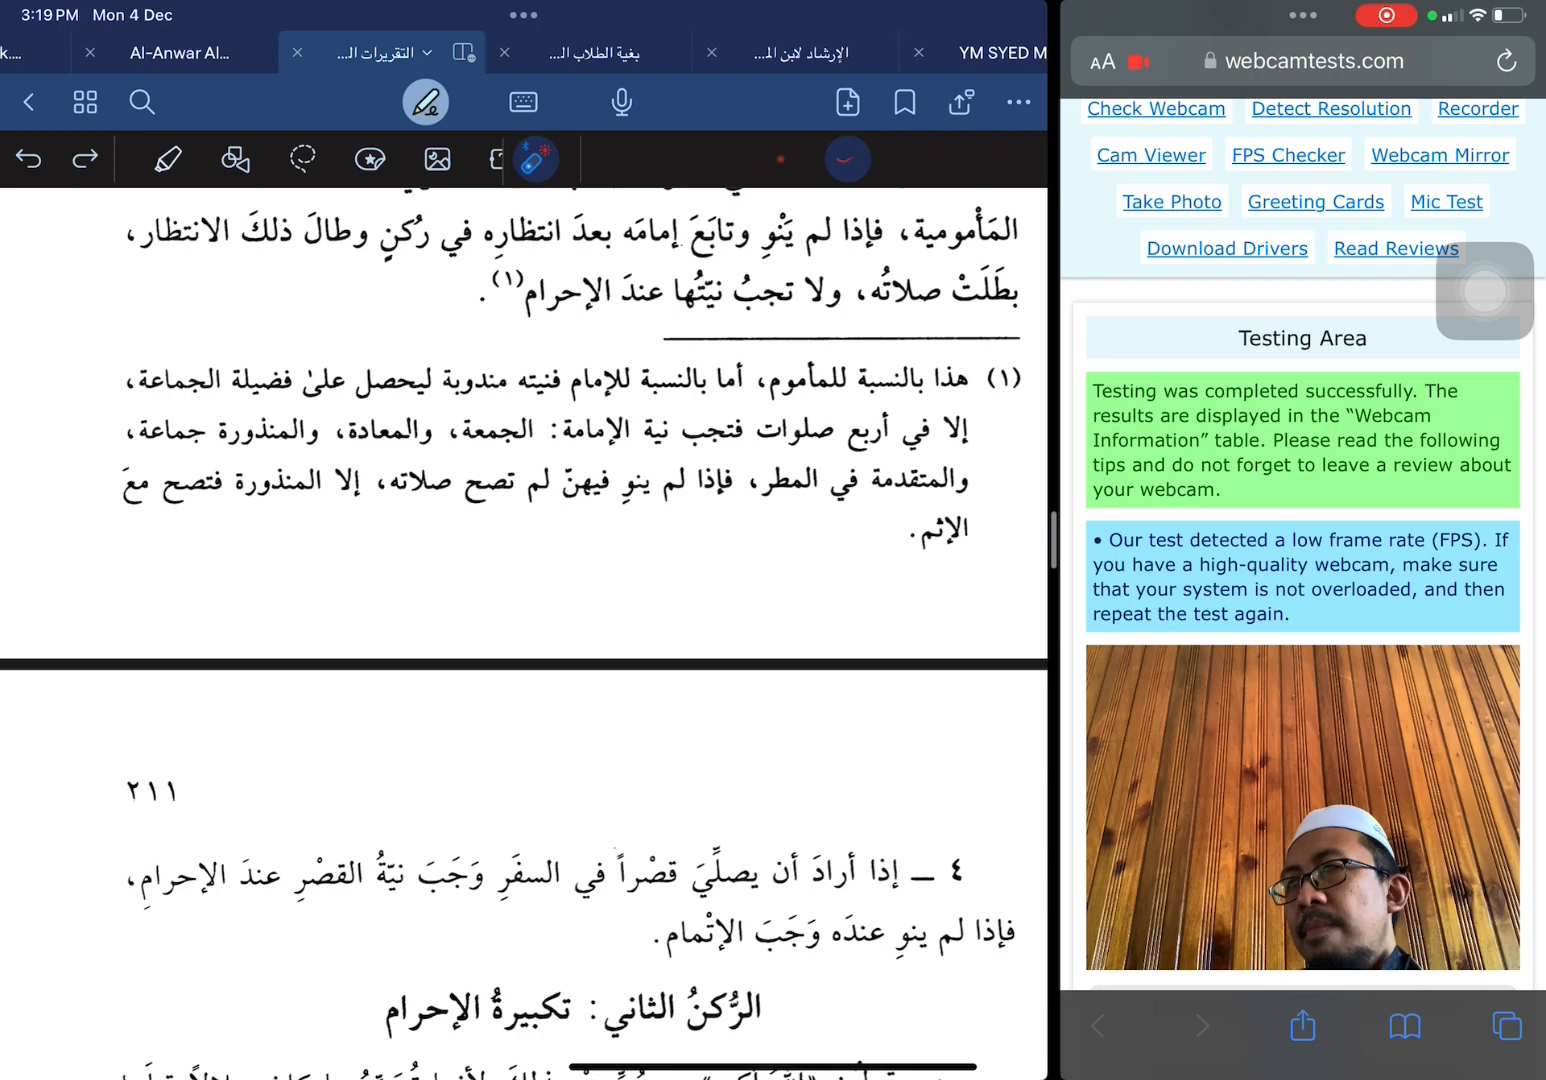 3:19 PM Mon 4 Dec
Al-Anwar Al...
التقريرات ال...
بغية الطلاب ال...
الإرشاد لابن الم...
YM SYED M
المَأْمومية، فإذا لم يَنْوِ وتابَعَ إمامَه بعدَ انتظارِه في رُكنٍ وطالَ ذلكَ الانتظار،
بطَلَتْ صلاتُه، ولا تجبُ نيّتُها عندَ الإحرام(١).
(١) هذا بالنسبة للمأموم، أما بالنسبة للإمام فنيته مندوبة ليحصل علىٰ فضيلة الجماعة،
إلا في أربع صلوات فتجب نية الإمامة: الجمعة، والمعادة، والمنذورة جماعة،
والمتقدمة في المطر، فإذا لم ينوِ فيهنّ لم تصح صلاته، إلا المنذورة فتصح معَ
الإثم.
٢١١
٤ ــ إذا أرادَ أن يصلِّيَ قصْراً في السفَرِ وَجَبَ نيّةُ القصْرِ عندَ الإحرامِ،
فإذا لم ينوِ عندَه وَجَبَ الإتْمام.
الرُّكنُ الثاني: تكبيرةُ الإحرام
AA webcamtests.com
Check Webcam Detect Resolution Recorder
Cam Viewer FPS Checker Webcam Mirror
Take Photo Greeting Cards Mic Test
Download Drivers Read Reviews
Testing Area
Testing was completed successfully. The
results are displayed in the “Webcam
Information” table. Please read the following
tips and do not forget to leave a review about
your webcam.
• Our test detected a low frame rate (FPS). If
you have a high-quality webcam, make sure
that your system is not overloaded, and then
repeat the test again.